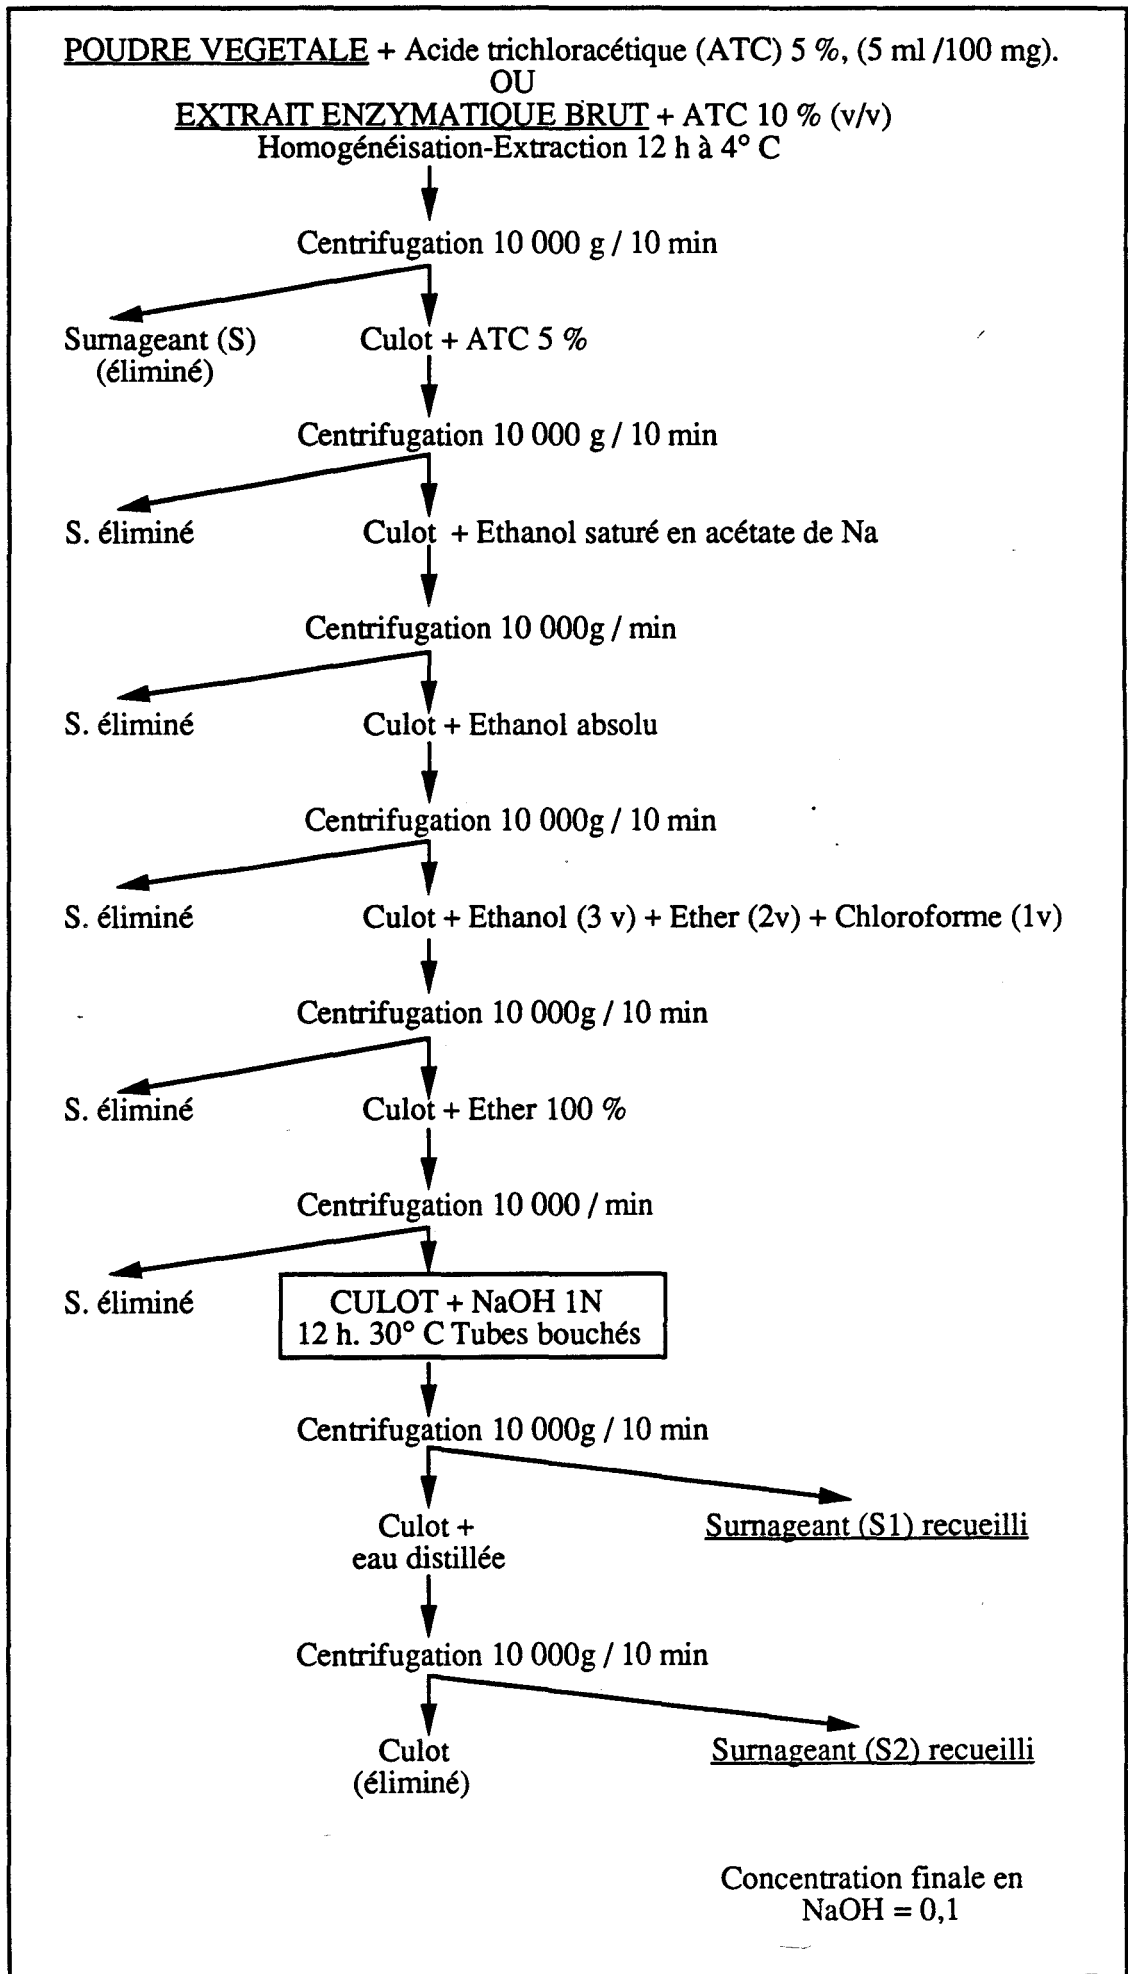 POUDRE VEGETALE + Acide trichloracétique (ATC) 5 %, (5 ml /100 mg).
OU
EXTRAIT ENZYMATIQUE BRUT + ATC 10 % (v/v)
Homogénéisation-Extraction 12 h à 4° C
Centrifugation 10 000 g / 10 min
Surnageant (S)
(éliminé)
Culot + ATC 5 %
Centrifugation 10 000 g / 10 min
S. éliminé
Culot + Ethanol saturé en acétate de Na
Centrifugation 10 000g / min
S. éliminé
Culot + Ethanol absolu
Centrifugation 10 000g / 10 min
S. éliminé
Culot + Ethanol (3 v) + Ether (2v) + Chloroforme (1v)
Centrifugation 10 000g / 10 min
S. éliminé
Culot + Ether 100 %
Centrifugation 10 000 / min
S. éliminé
CULOT + NaOH 1N
12 h. 30° C Tubes bouchés
Centrifugation 10 000g / 10 min
Culot +
eau distillée
Surnageant (S1) recueilli
Centrifugation 10 000g / 10 min
Culot
(éliminé)
Surnageant (S2) recueilli
Concentration finale en
NaOH = 0,1